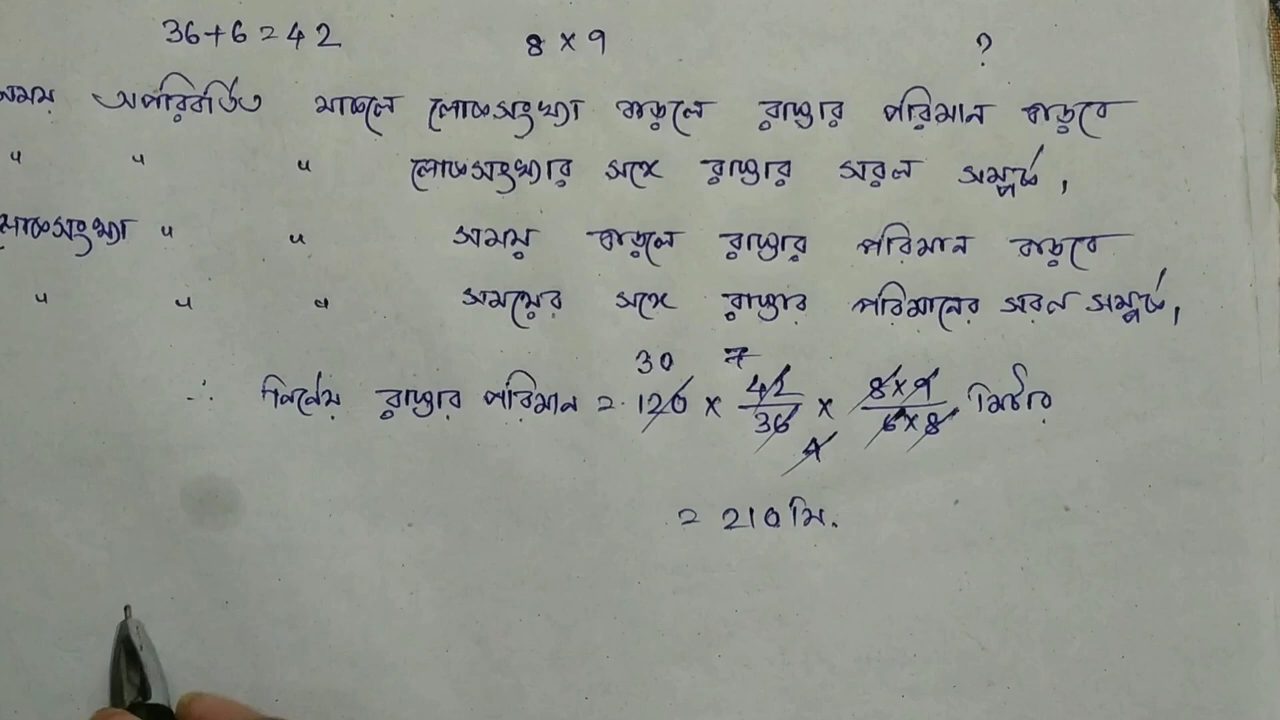 36+6=42 8×9 ?
সময় অপরিবর্তিত থাকলে লোকসংখ্যা বাড়লে রাস্তার পরিমান বাড়বে
" " " লোকসংখ্যার সঙ্গে রাস্তার সরল সম্পর্ক,
লোকসংখ্যা " " সময় বাড়লে রাস্তার পরিমান বাড়বে
" " " সময়ের সঙ্গে রাস্তার পরিমানের সরল সম্পর্ক,
30 7
∴ নির্নেয় রাস্তার পরিমান = 120 × 42/36 × 8×9/6×8 মিটার
4
= 210 মি.